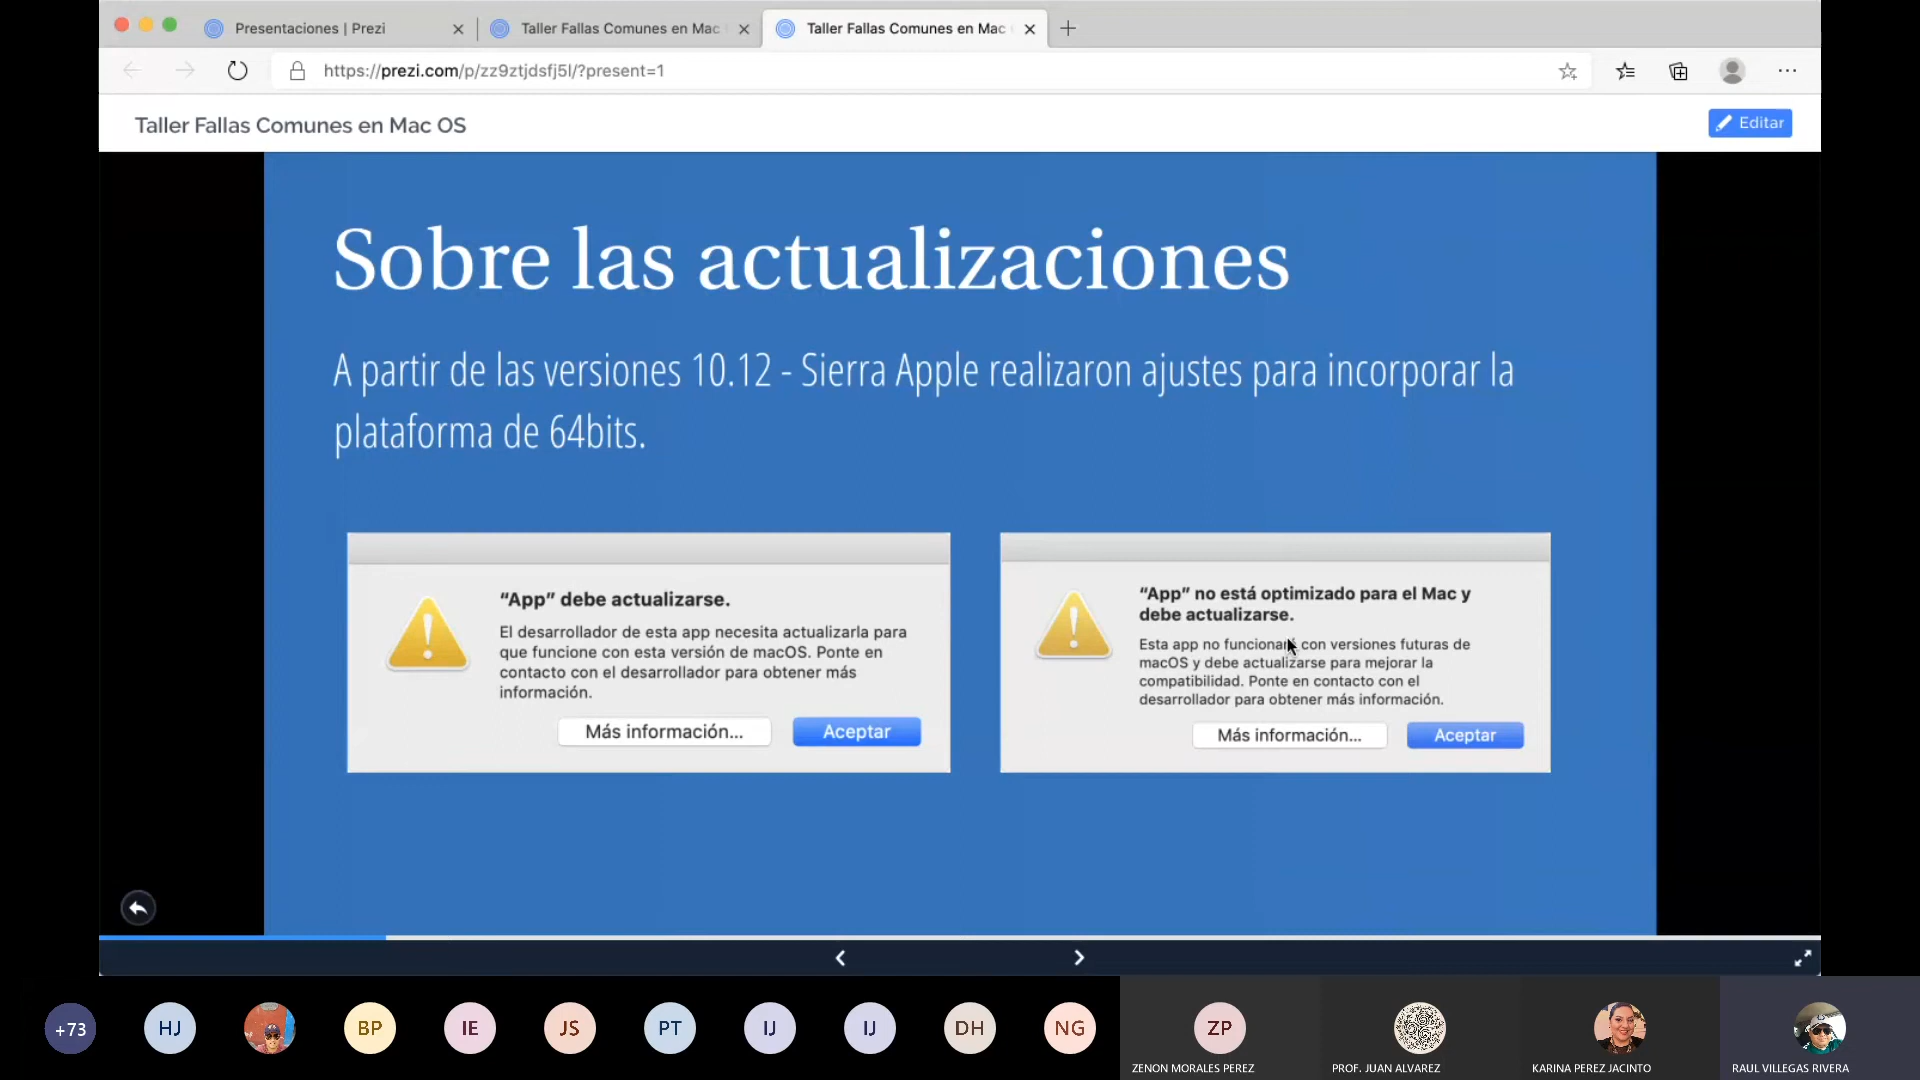 Presentaciones | Prezi
Taller Fallas Comunes en Mac
Taller Fallas Comunes en Mac
https://prezi.com/p/zz9ztjdsfj5l/?present=1
Taller Fallas Comunes en Mac OS
Editar
Sobre las actualizaciones
A partir de las versiones 10.12 - Sierra Apple realizaron ajustes para incorporar la
plataforma de 64bits.
“App” debe actualizarse.
El desarrollador de esta app necesita actualizarla para
que funcione con esta versión de macOS. Ponte en
contacto con el desarrollador para obtener más
información.
Más información...
Aceptar
“App” no está optimizado para el Mac y
debe actualizarse.
Esta app no funcionará con versiones futuras de
macOS y debe actualizarse para mejorar la
compatibilidad. Ponte en contacto con el
desarrollador para obtener más información.
Más información...
Aceptar
+73
HJ
BP
IE
JS
PT
IJ
IJ
DH
NG
ZP
ZENON MORALES PEREZ
PROF. JUAN ALVAREZ
KARINA PEREZ JACINTO
RAUL VILLEGAS RIVERA